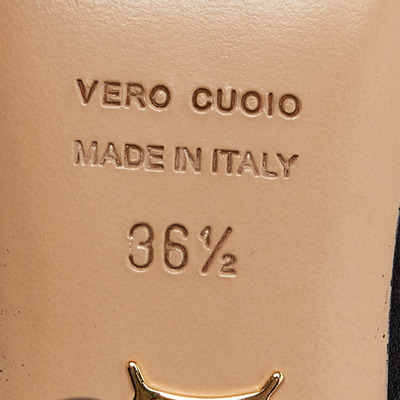 VERO CUOIO
MADE IN ITALY
36½